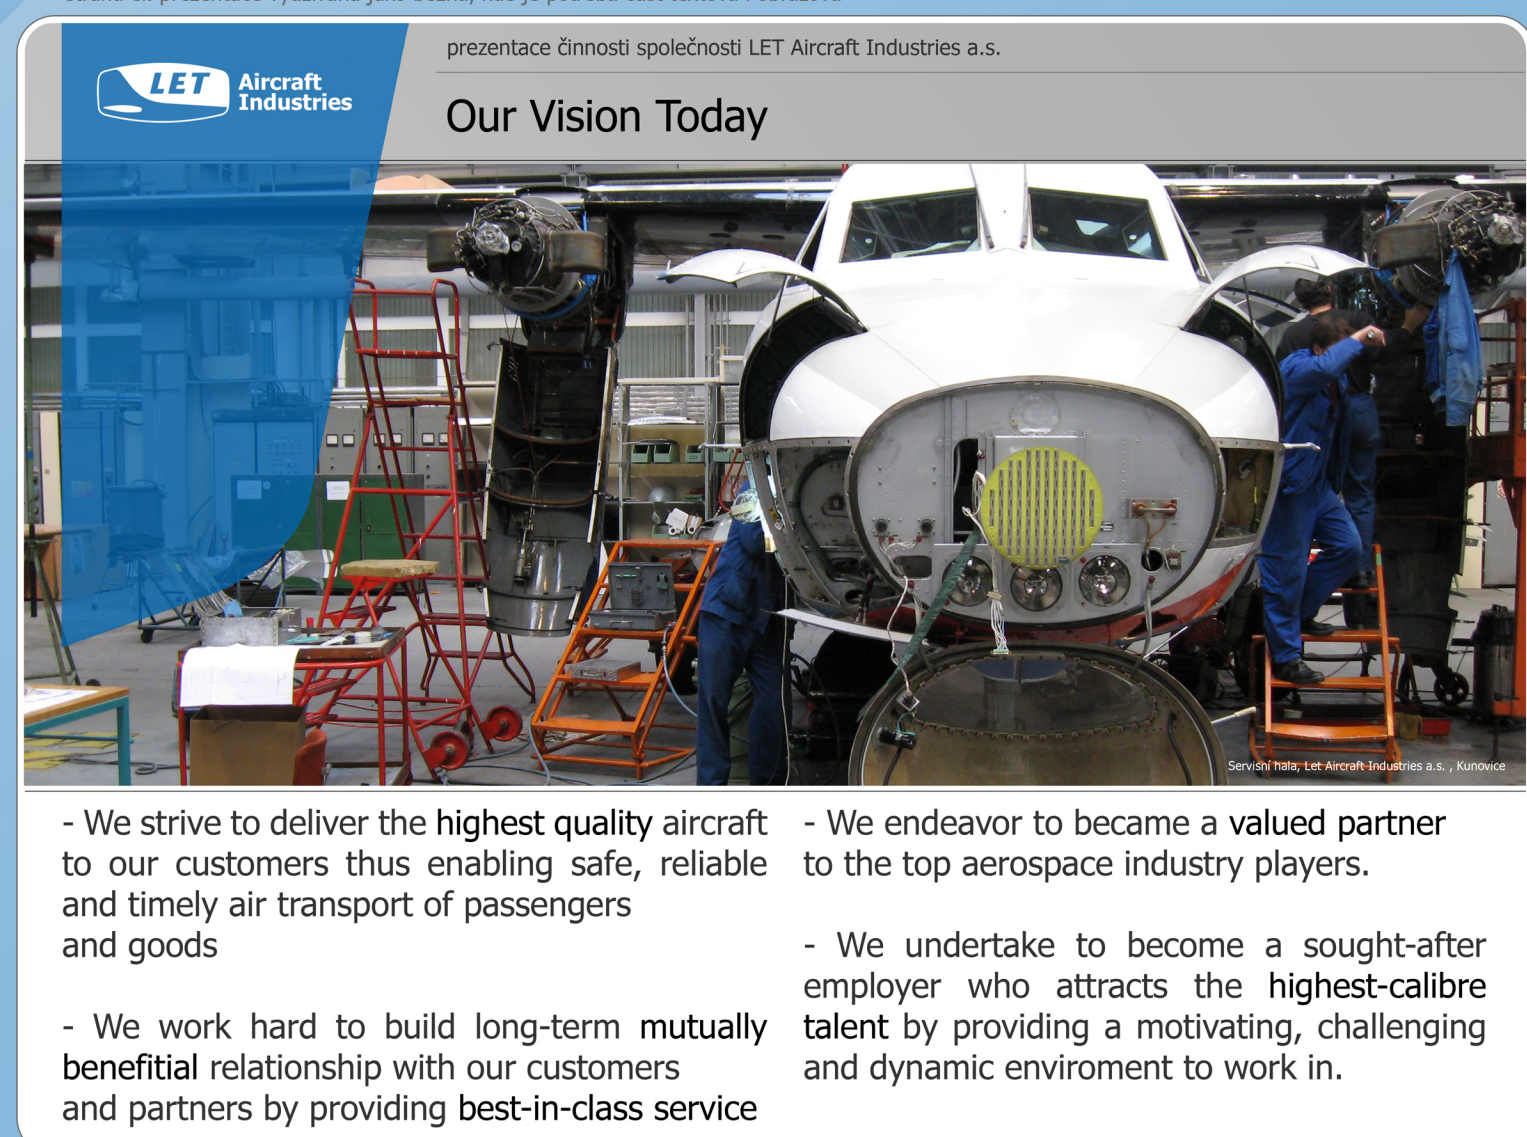 prezentace činnosti společnosti LET Aircraft Industries a.s.
LET Aircraft
Industries
Our Vision Today
Servisní hala, Let Aircraft Industries a.s. , Kunovice
- We strive to deliver the highest quality aircraft
to our customers thus enabling safe, reliable
and timely air transport of passengers
and goods
- We work hard to build long-term mutually
benefitial relationship with our customers
and partners by providing best-in-class service
- We endeavor to became a valued partner
to the top aerospace industry players.
- We undertake to become a sought-after
employer who attracts the highest-calibre
talent by providing a motivating, challenging
and dynamic enviroment to work in.